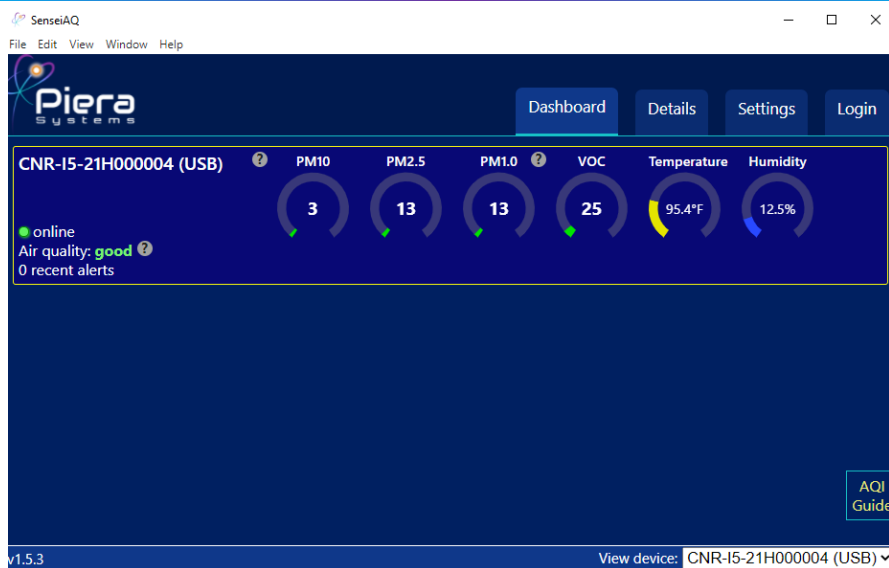 SenseiAQ
File Edit View Window Help
Piera
Systems
Dashboard Details Settings Login
CNR-I5-21H000004 (USB) ? PM10 PM2.5 PM1.0 ? VOC Temperature Humidity
3 13 13 25 95.4°F 12.5%
online
Air quality: good ?
0 recent alerts
AQI
Guide
v1.5.3 View device: CNR-I5-21H000004 (USB)